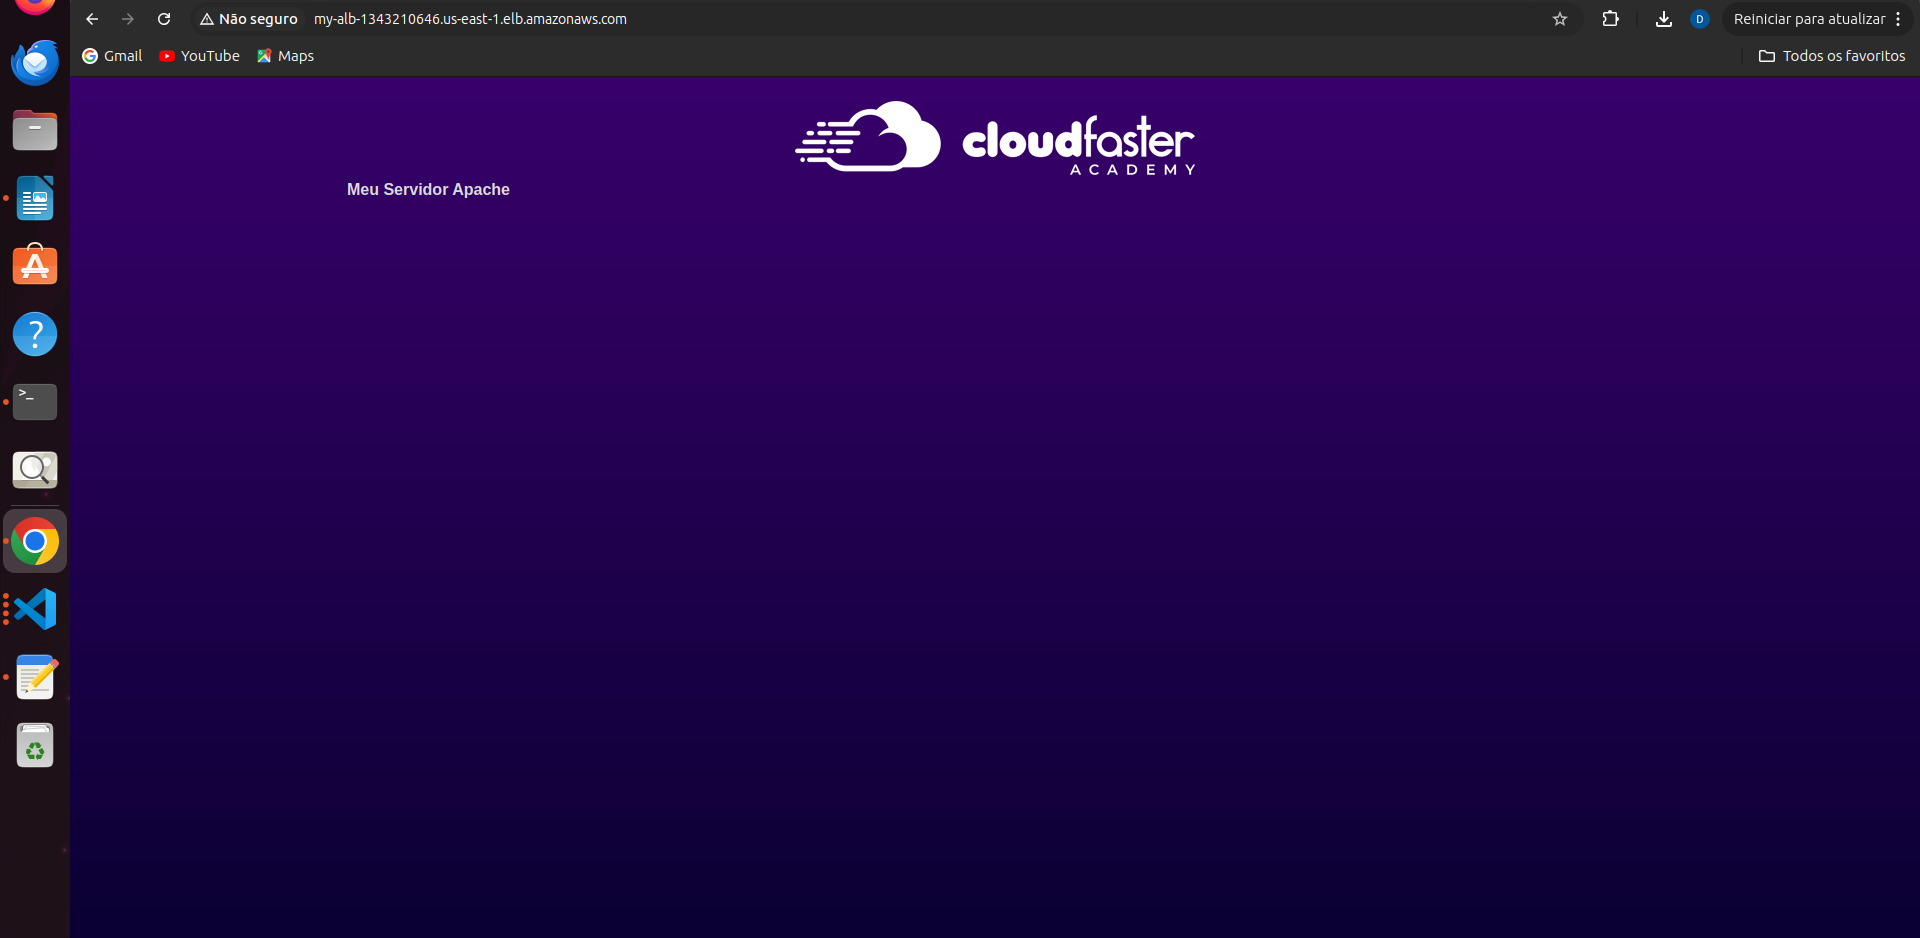 Não seguro my-alb-1343210646.us-east-1.elb.amazonaws.com D Reiniciar para atualizar
Gmail YouTube Maps Todos os favoritos
cloudfaster
ACADEMY
Meu Servidor Apache